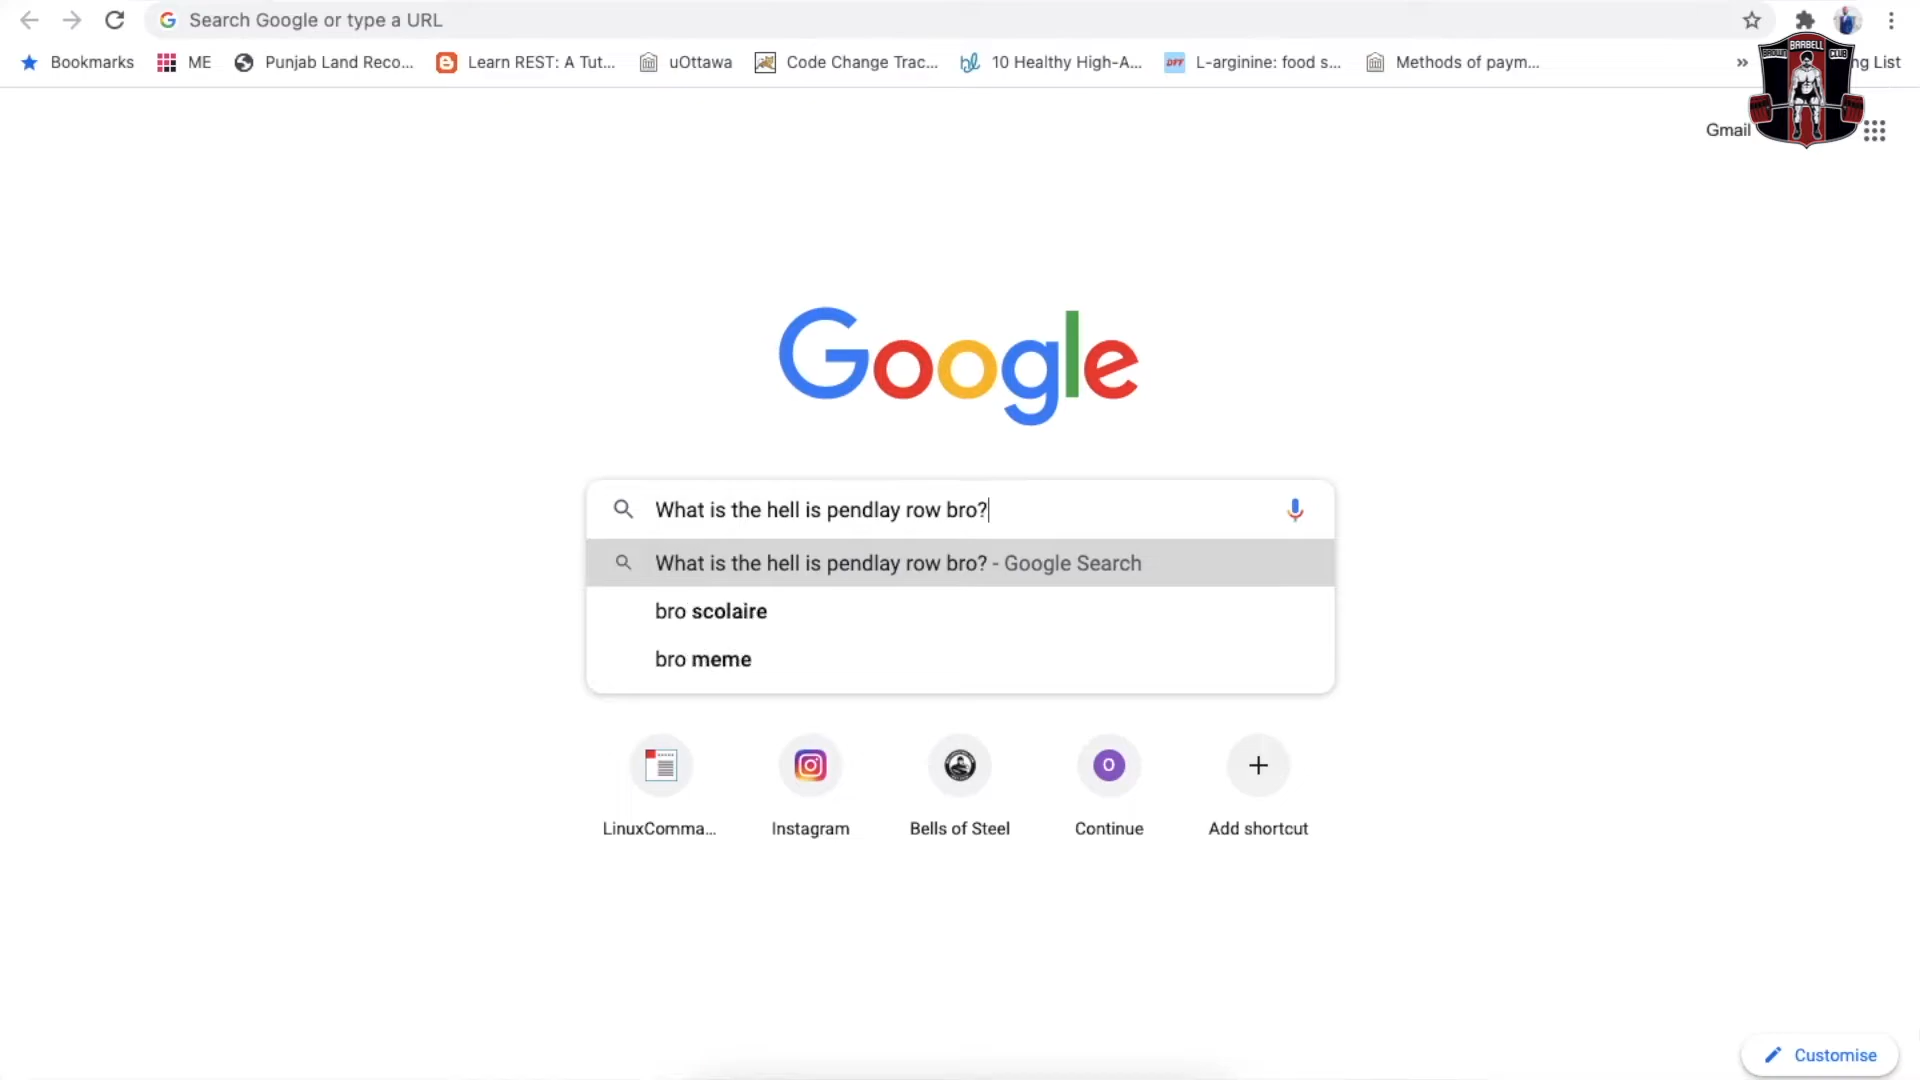 Search Google or type a URL
Bookmarks ME Punjab Land Reco... Learn REST: A Tut... uOttawa Code Change Trac... 10 Healthy High-A... L-arginine: food s... Methods of paym... » ng List
BROWN BARBELL CLUB
Gmail
Google
What is the hell is pendlay row bro?
What is the hell is pendlay row bro? - Google Search
bro scolaire
bro meme
O
LinuxComma... Instagram Bells of Steel Continue Add shortcut
Customise